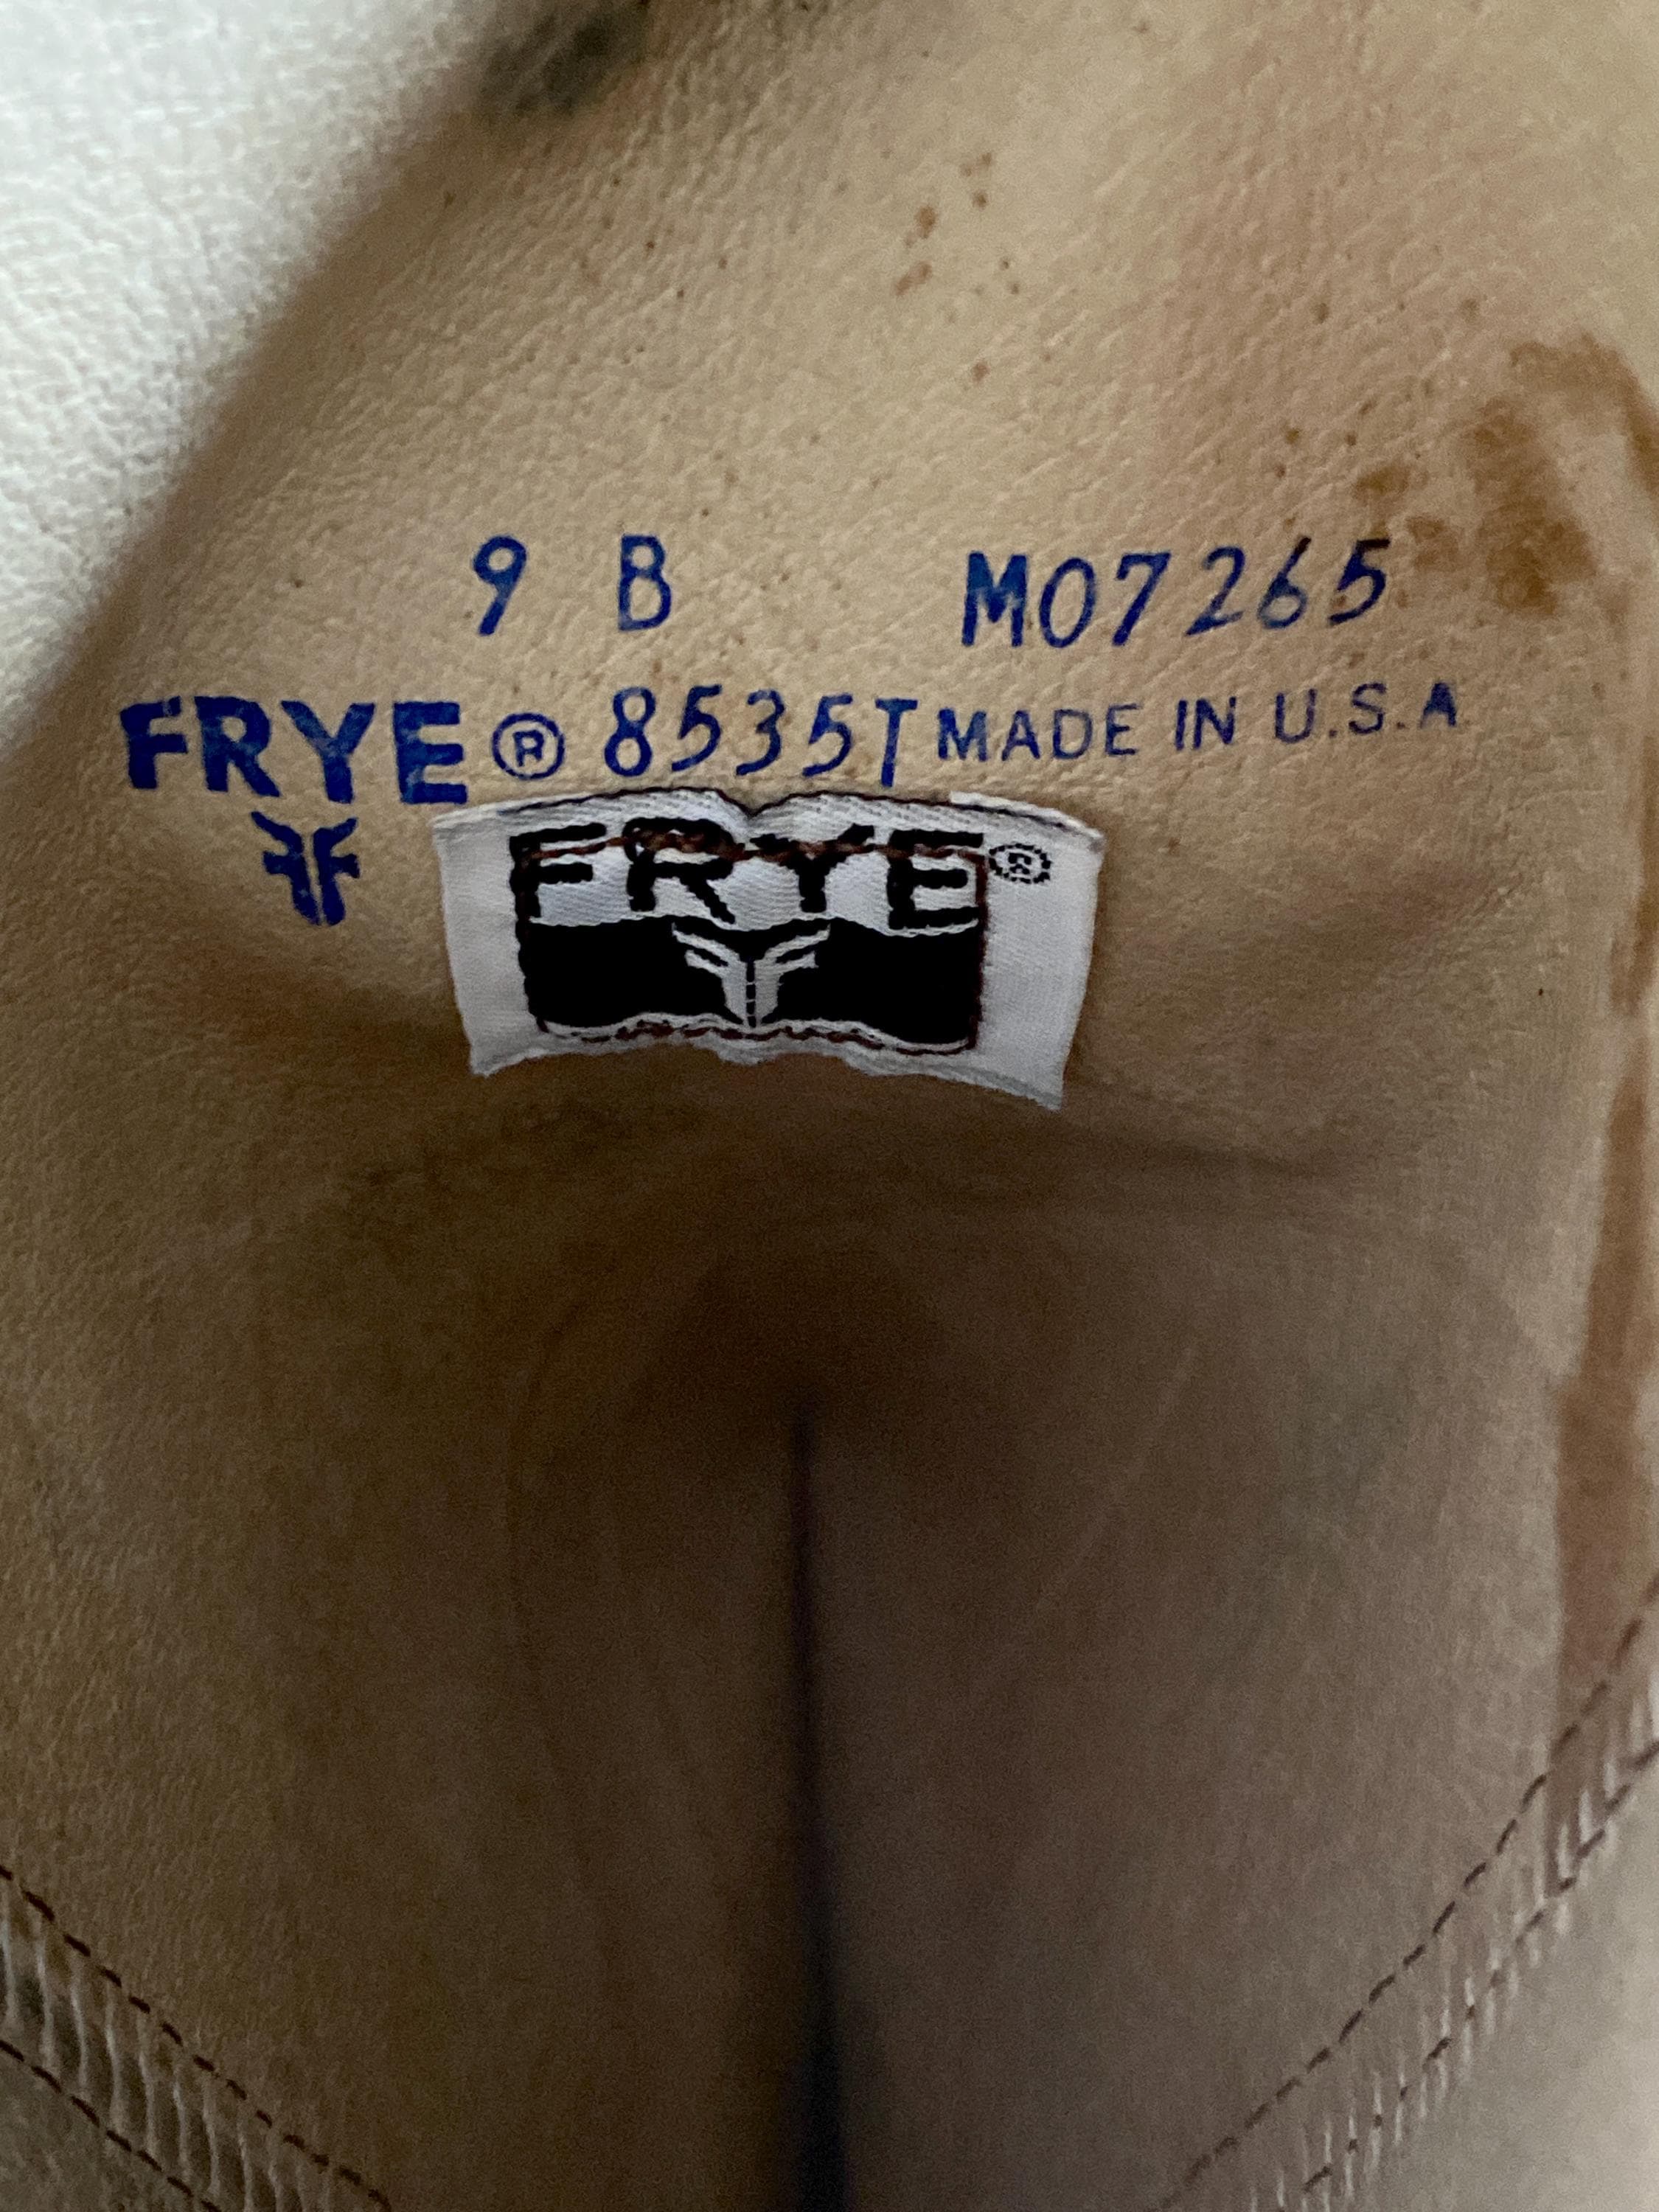 9 B M07265
FRYE ® 8535T MADE IN U.S.A
FRYE®